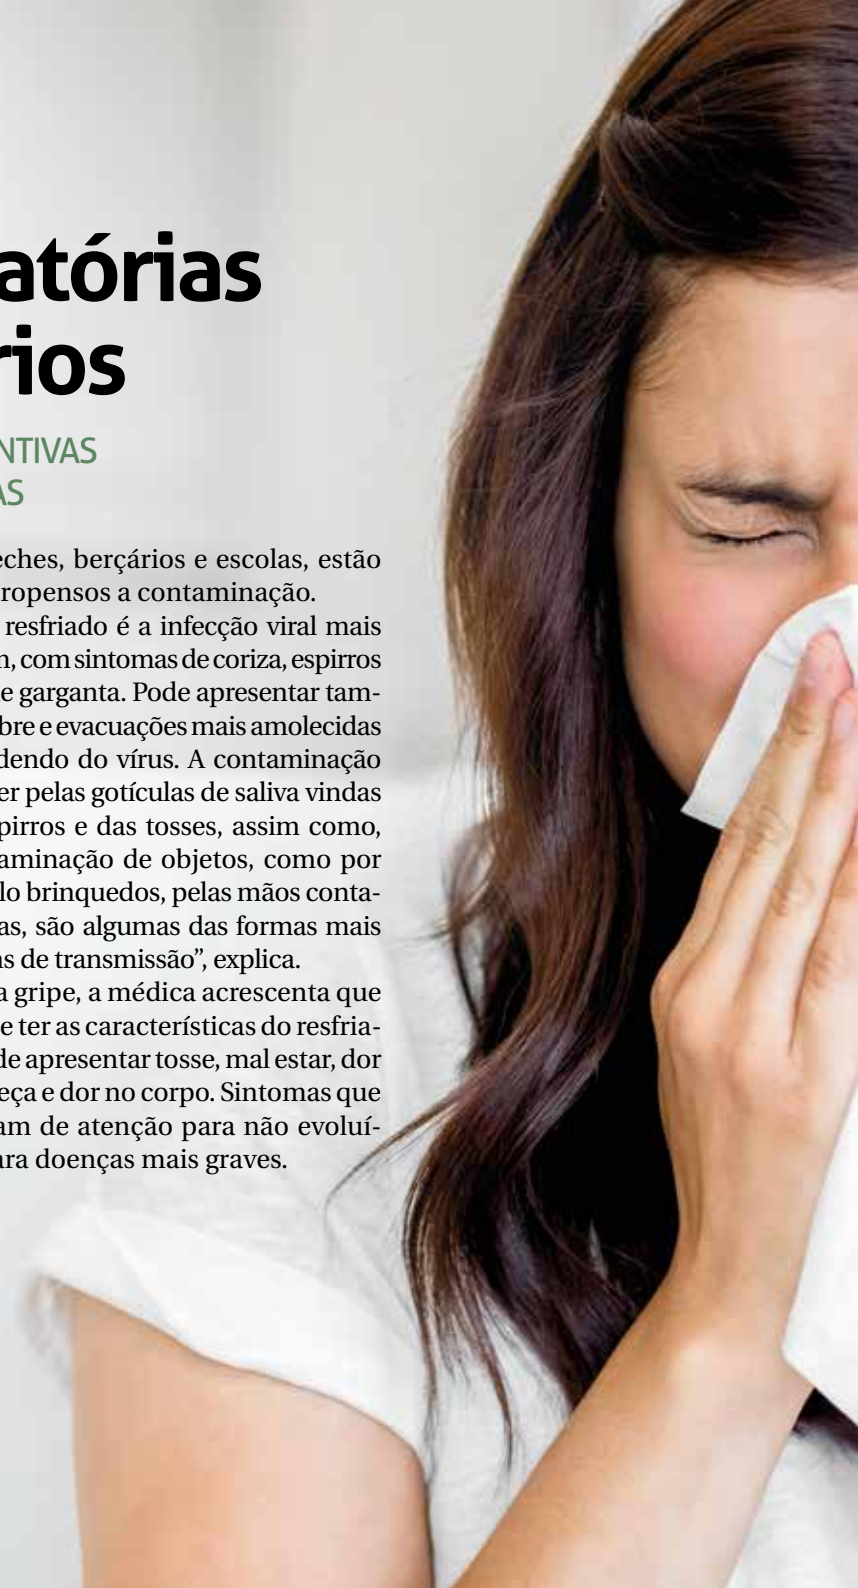 atórias
rios
NTIVAS
AS
eches, berçários e escolas, estão
ropensos a contaminação.
resfriado é a infecção viral mais
m, com sintomas de coriza, espirros
e garganta. Pode apresentar tam-
bre e evacuações mais amolecidas
dendo do vírus. A contaminação
er pelas gotículas de saliva vindas
pirros e das tosses, assim como,
aminação de objetos, como por
lo brinquedos, pelas mãos conta-
as, são algumas das formas mais
as de transmissão”, explica.
a gripe, a médica acrescenta que
e ter as características do resfria-
de apresentar tosse, mal estar, dor
eça e dor no corpo. Sintomas que
am de atenção para não evoluí-
ara doenças mais graves.